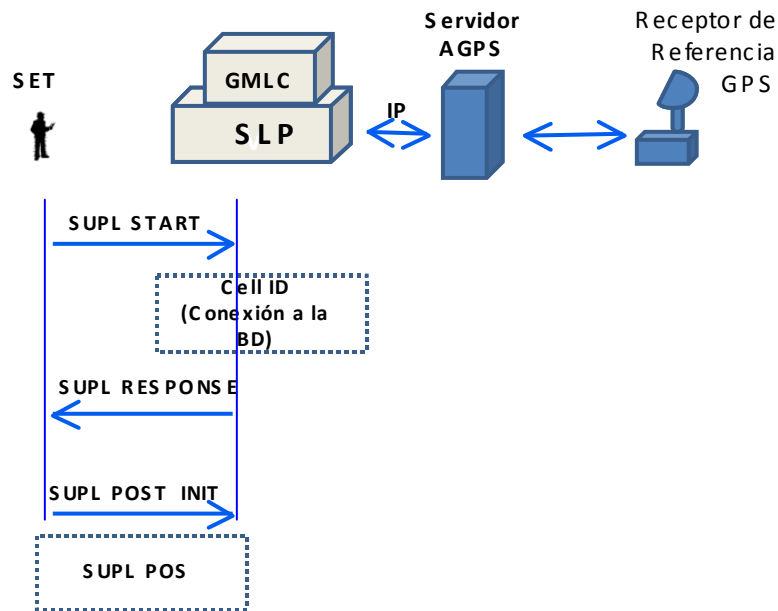 SET
GMLC
SLP
IP
Servidor
AGPS
Receptor de
Referencia
GPS
SUPL START
Cell ID
(Conexión a la
BD)
SUPL RESPONSE
SUPL POST INIT
SUPL POS